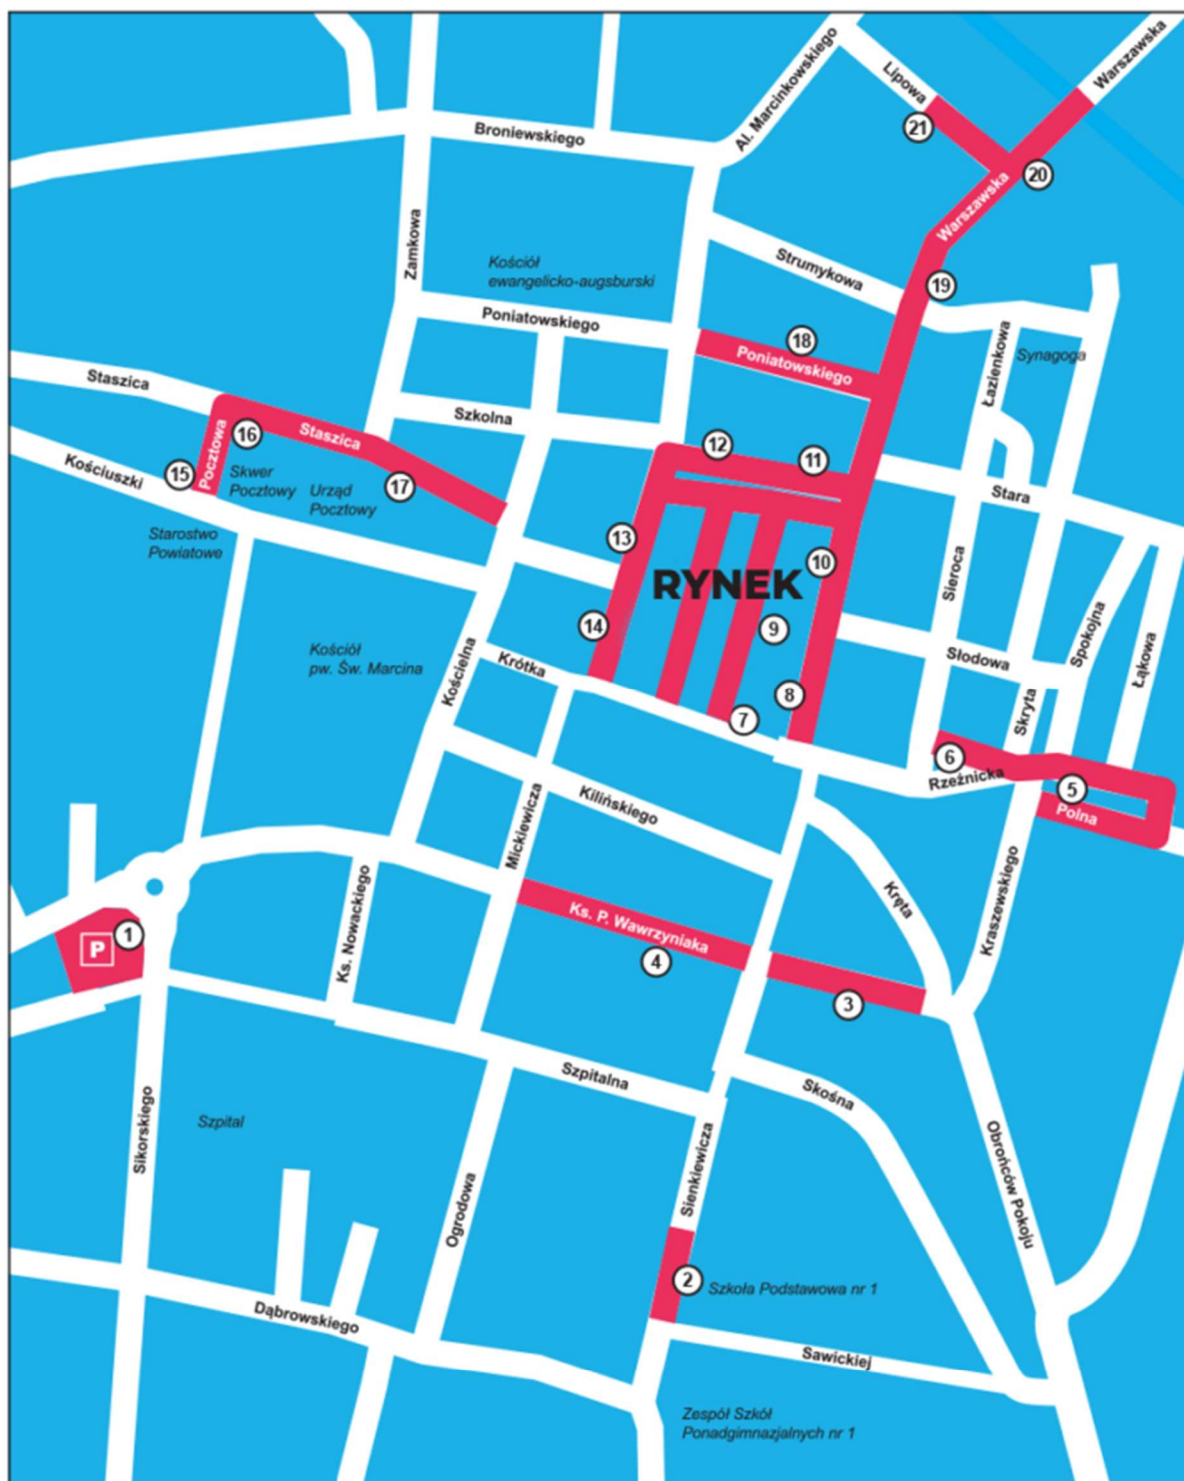 Warszawska
Lipowa
Al. Marcinkowskiego
21
Broniewskiego
20
Warszawska
Zamkowa
Strumykowa
Kościół
ewangelicko-augsburski
19
Poniatowskiego
18
Poniatowskiego
Łazienkowa
Synagoga
Staszica
Szkolna
Pocztowa
16
Staszica
12
11
Kościuszki
15
Skwer
Pocztowy
Urząd
Pocztowy
17
Stara
Starostwo
Powiatowe
13
10
RYNEK
Sieroca
14
9
Spokojna
Łąkowa
Kościół
pw. Św. Marcina
Kościelna
Krótka
Słodowa
8
7
Skryta
6
Rzeźnicka
5
Polna
Mickiewicza
Kilińskiego
Ks. Nowackiego
Ks. P. Wawrzyniaka
Kręta
Kraszewskiego
P
1
4
3
Szpitalna
Skośna
Sikorskiego
Szpital
Sienkiewicza
Ogrodowa
Obrońców Pokoju
2
Szkoła Podstawowa nr 1
Dąbrowskiego
Sawickiej
Zespół Szkół
Ponadgimnazjalnych nr 1